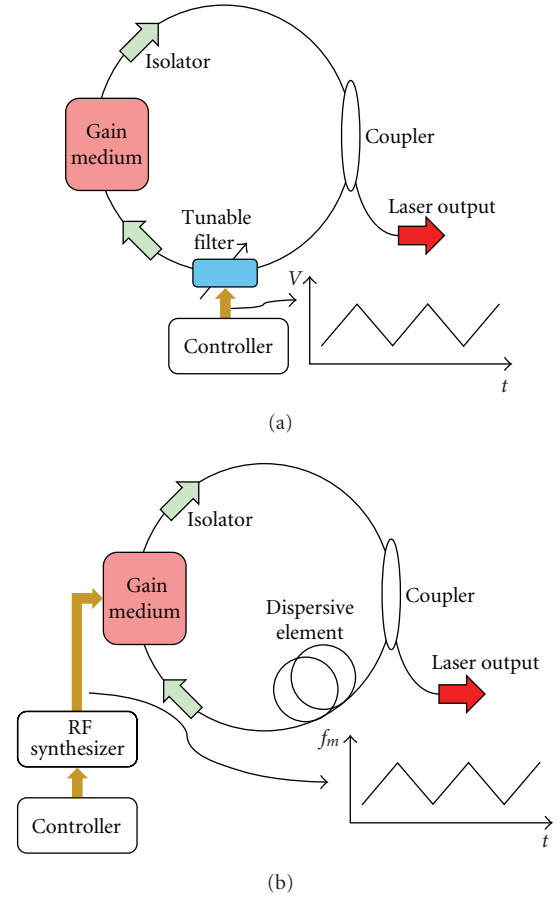 Isolator
Gain
medium
Coupler
Tunable
filter
Laser output
V
Controller
t
(a)
Isolator
Gain
medium
Coupler
Dispersive
element
Laser output
RF
synthesizer
fm
Controller
t
(b)